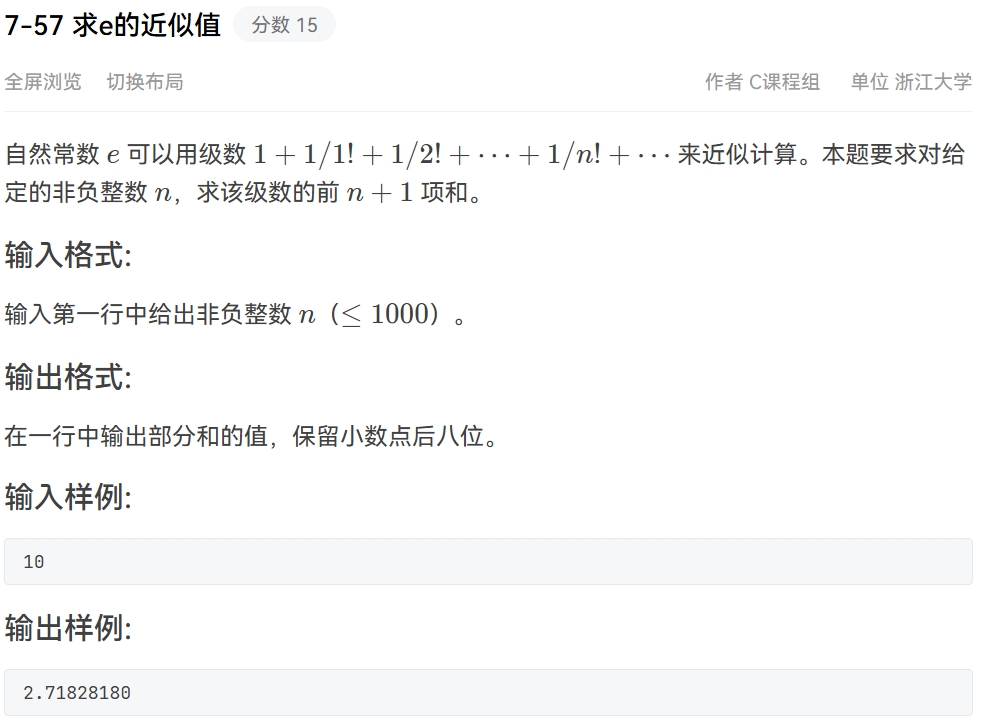 7-57 求e的近似值 分数 15
全屏浏览 切换布局 作者 C课程组 单位 浙江大学
自然常数 e 可以用级数 1 + 1/1! + 1/2! + ⋯ + 1/n! + ⋯ 来近似计算。本题要求对给
定的非负整数 n，求该级数的前 n + 1 项和。
输入格式:
输入第一行中给出非负整数 n（≤ 1000）。
输出格式:
在一行中输出部分和的值，保留小数点后八位。
输入样例:
10
输出样例:
2.71828180